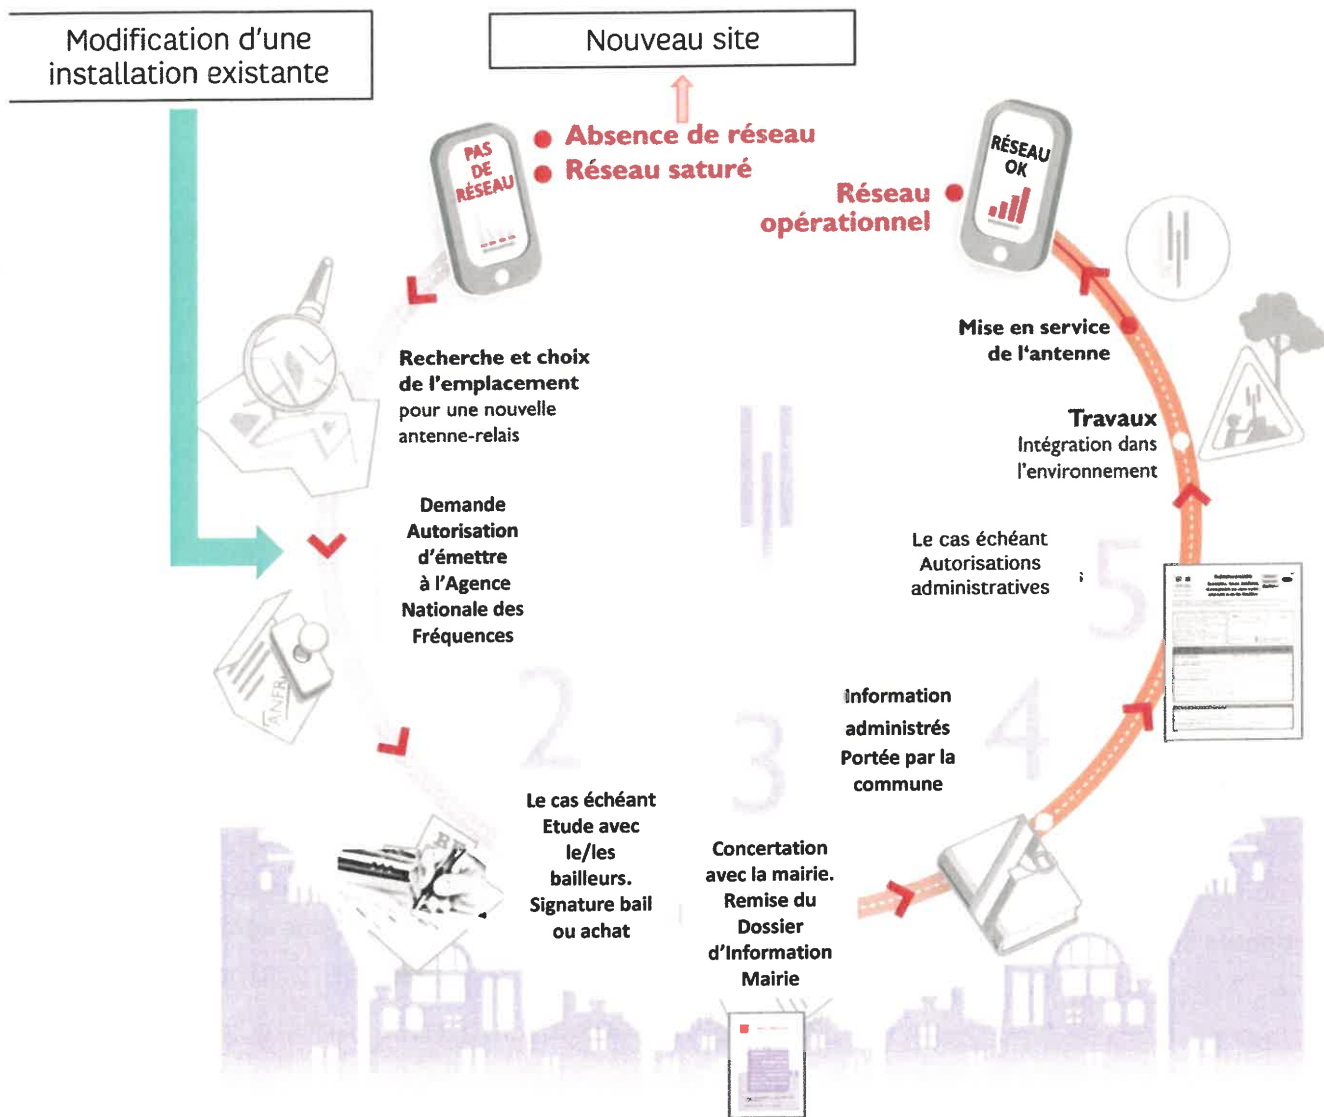 Modification d'une
installation existante
Nouveau site
PAS
DE
RÉSEAU
Absence de réseau
Réseau saturé
RÉSEAU
OK
Réseau
opérationnel
Mise en service
de l'antenne
Recherche et choix
de l'emplacement
pour une nouvelle
antenne-relais
Travaux
Intégration dans
l'environnement
Demande
Autorisation
d'émettre
à l'Agence
Nationale des
Fréquences
ANFR
Le cas échéant
Autorisations
administratives
5
2
3
4
Information
administrés
Portée par la
commune
Le cas échéant
Etude avec
le/les
bailleurs.
Signature bail
ou achat
Concertation
avec la mairie.
Remise du
Dossier
d'Information
Mairie